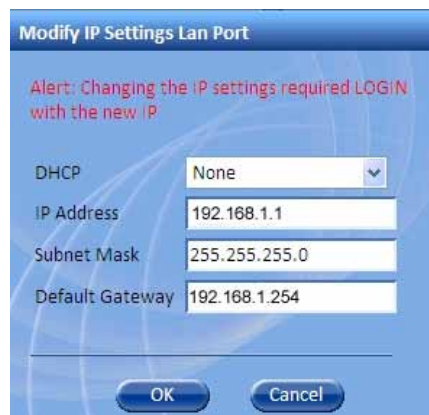 Modify IP Settings Lan Port
Alert: Changing the IP settings required LOGIN
with the new IP
DHCP None
IP Address 192.168.1.1
Subnet Mask 255.255.255.0
Default Gateway 192.168.1.254
OK Cancel